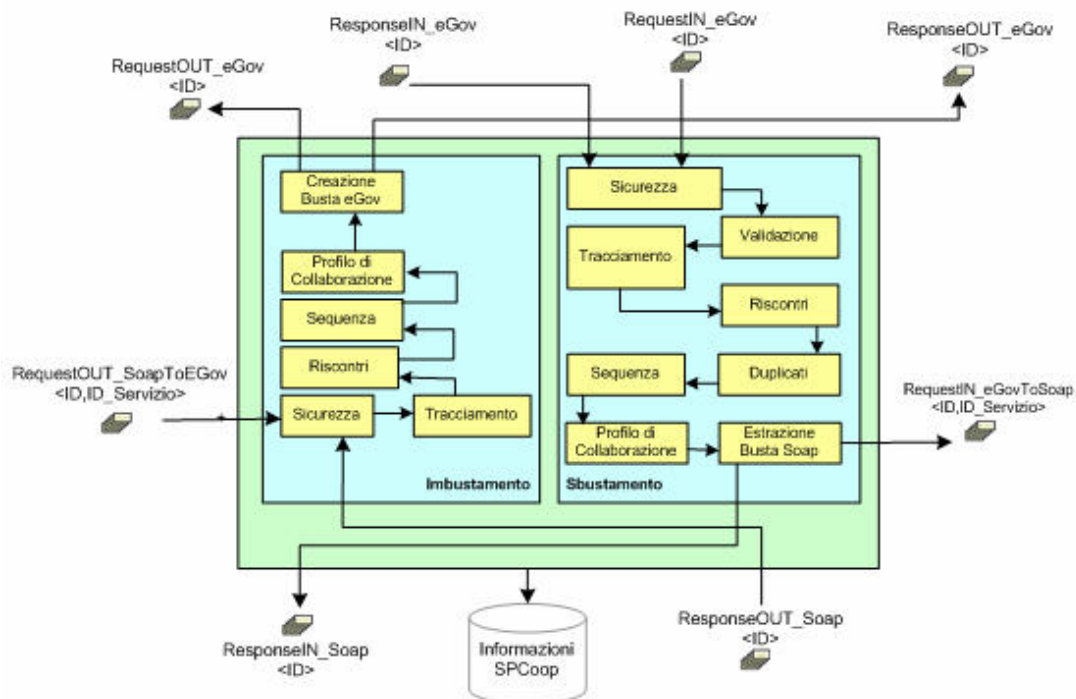 ResponseIN_eGov
<ID>
RequestIN_eGov
<ID>
ResponseOUT_eGov
<ID>
RequestOUT_eGov
<ID>
Creazione
Busta eGov
Profilo di
Collaborazione
Sequenza
Riscontri
Sicurezza
Tracciamento
Imbustamento
RequestOUT_SoapToEGov
<ID,ID_Servizio>
Sicurezza
Validazione
Tracciamento
Riscontri
Sequenza
Duplicati
Profilo di
Collaborazione
Estrazione
Busta Soap
Sbustamento
RequestIN_eGovToSoap
<ID,ID_Servizio>
ResponseIN_Soap
<ID>
Informazioni
SPCoop
ResponseOUT_Soap
<ID>